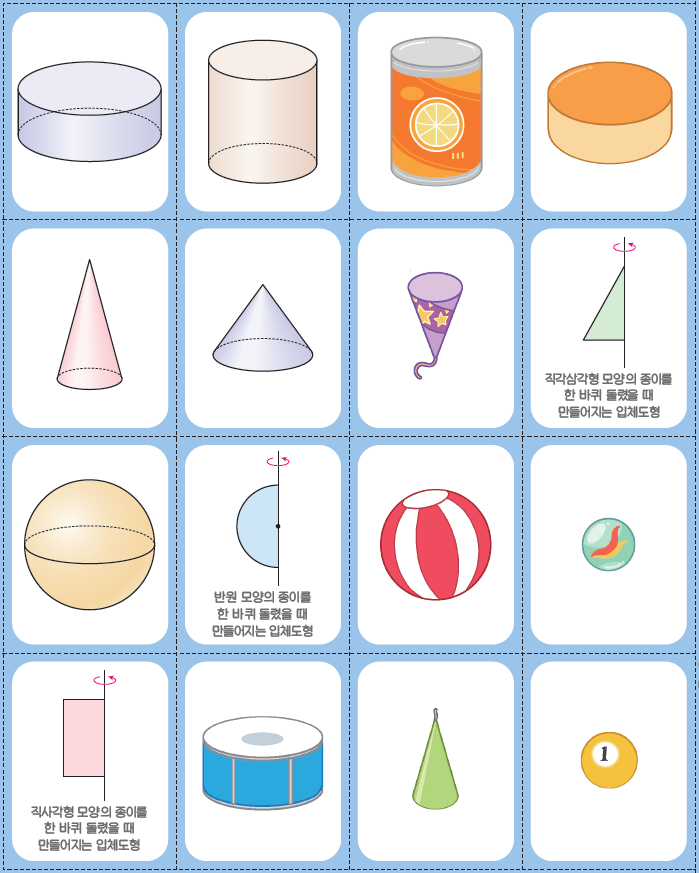 직각삼각형 모양의 종이를
한 바퀴 돌렸을 때
만들어지는 입체도형
반원 모양의 종이를
한 바퀴 돌렸을 때
만들어지는 입체도형
직사각형 모양의 종이를
한 바퀴 돌렸을 때
만들어지는 입체도형
1